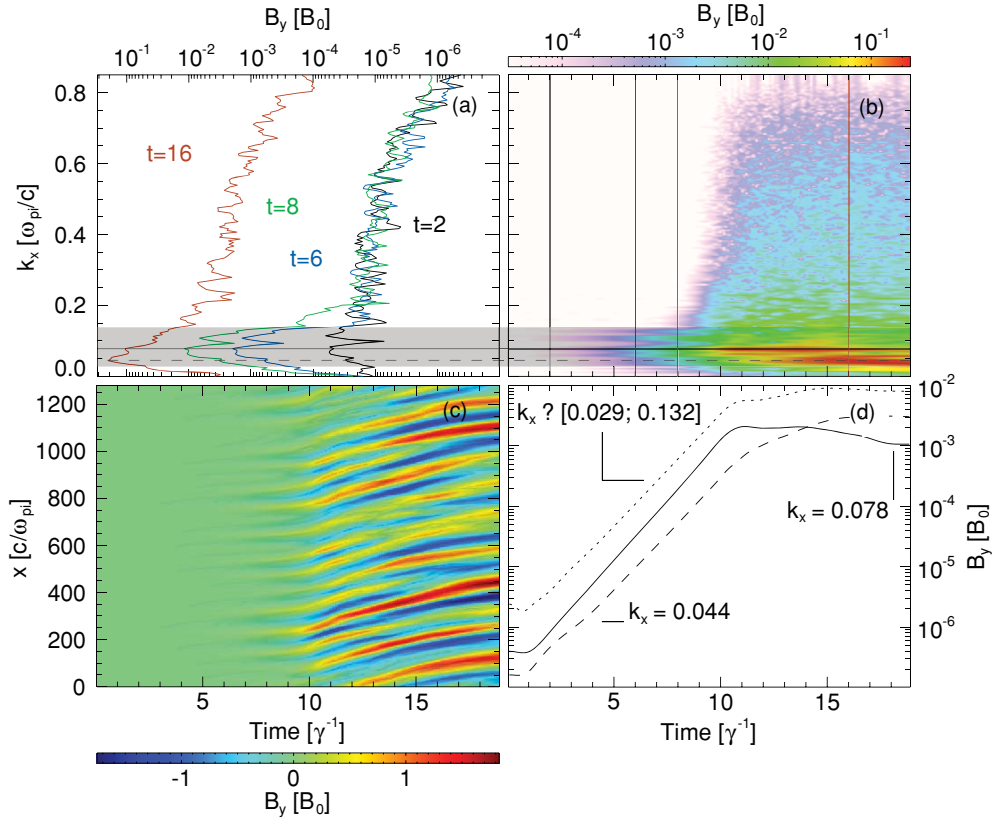 B_y [B_0]
10^-1 10^-2 10^-3 10^-4 10^-5 10^-6
B_y [B_0]
10^-4 10^-3 10^-2 10^-1
k_x [ω_pi/c]
0.8
0.6
0.4
0.2
0.0
(a)
t=16
t=8
t=6
t=2
(b)
x [c/ω_pi]
1200
1000
800
600
400
200
0
(c)
5 10 15
Time [γ^-1]
-1 0 1
B_y [B_0]
k_x ? [0.029; 0.132]
(d)
k_x = 0.078
k_x = 0.044
10^-2
10^-3
10^-4
10^-5
10^-6
B_y [B_0]
5 10 15
Time [γ^-1]